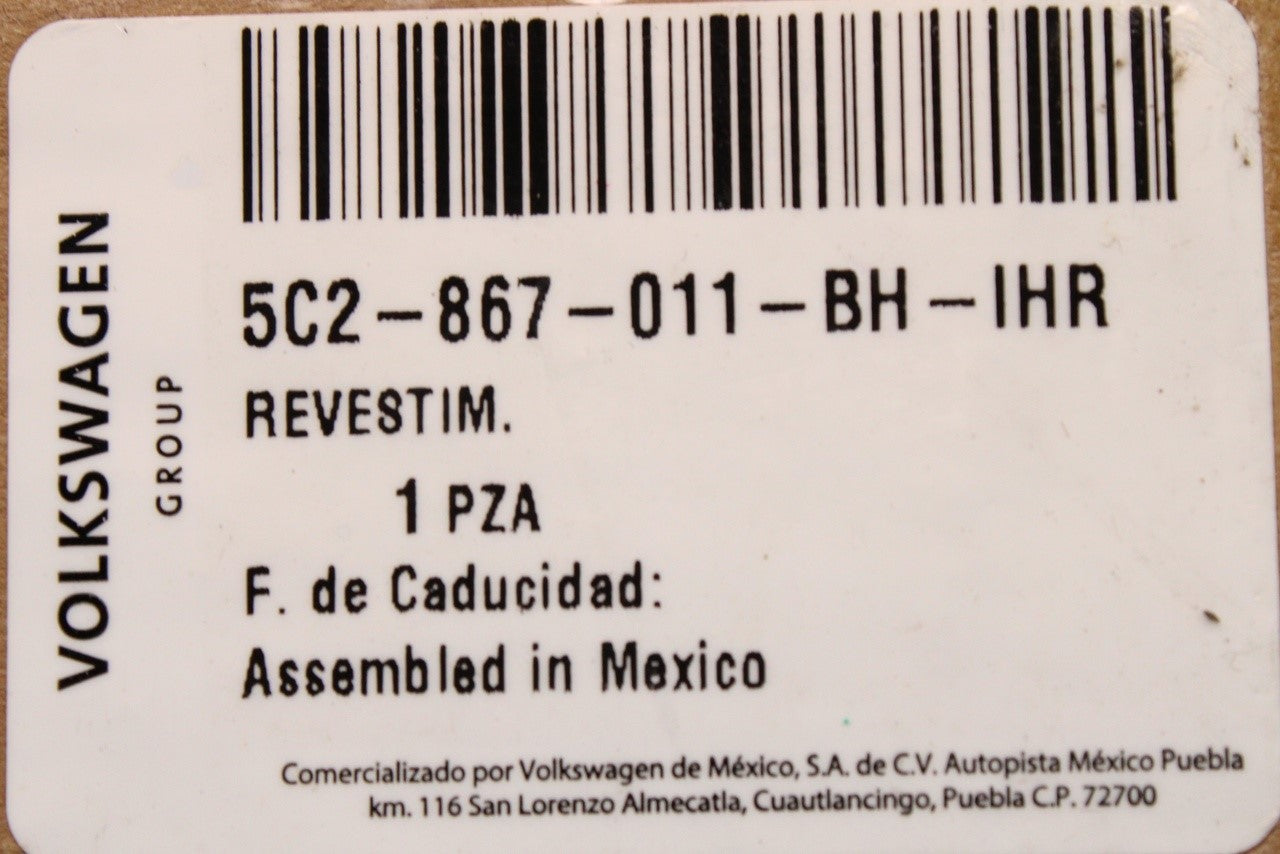 VOLKSWAGEN
GROUP
5C2-867-011-BH-IHR
REVESTIM.
1 PZA
F. de Caducidad:
Assembled in Mexico
Comercializado por Volkswagen de México, S.A. de C.V. Autopista México Puebla
km. 116 San Lorenzo Almecatla, Cuautlancingo, Puebla C.P. 72700